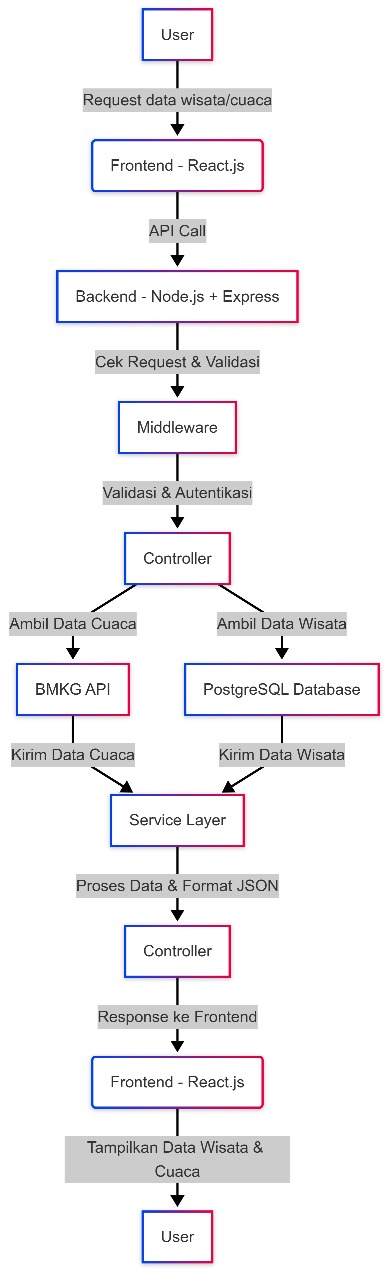 User
Request data wisata/cuaca
Frontend - React.js
API Call
Backend - Node.js + Express
Cek Request & Validasi
Middleware
Validasi & Autentikasi
Controller
Ambil Data Cuaca
Ambil Data Wisata
BMKG API
PostgreSQL Database
Kirim Data Cuaca
Kirim Data Wisata
Service Layer
Proses Data & Format JSON
Controller
Response ke Frontend
Frontend - React.js
Tampilkan Data Wisata &
Cuaca
User